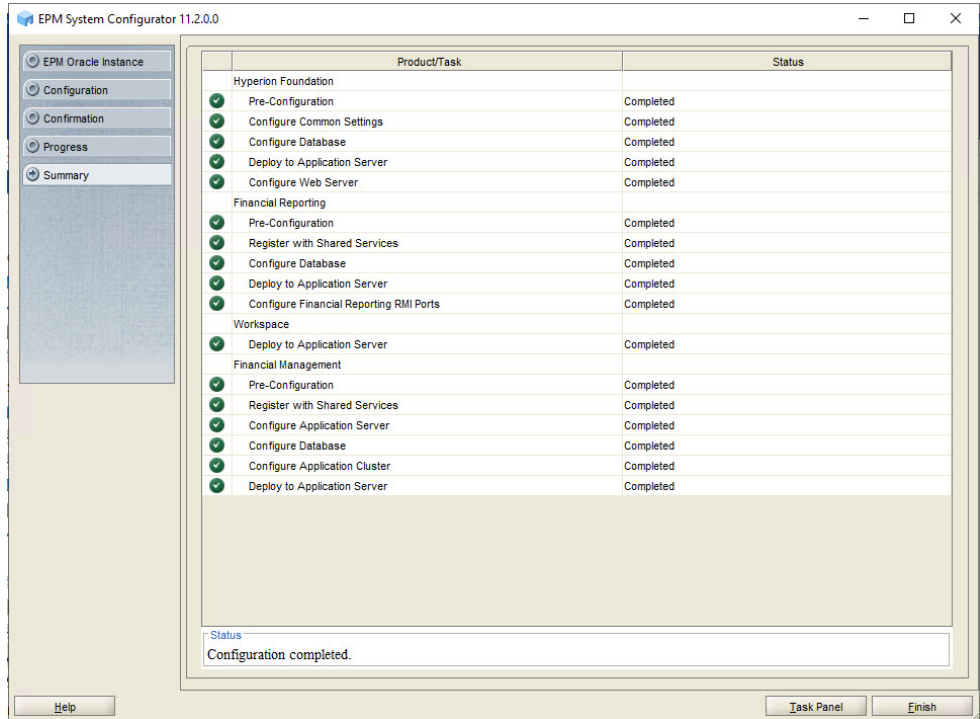 EPM System Configurator 11.2.0.0
EPM Oracle Instance
Configuration
Confirmation
Progress
Summary
Product/Task Status
Hyperion Foundation
Pre-Configuration Completed
Configure Common Settings Completed
Configure Database Completed
Deploy to Application Server Completed
Configure Web Server Completed
Financial Reporting
Pre-Configuration Completed
Register with Shared Services Completed
Configure Database Completed
Deploy to Application Server Completed
Configure Financial Reporting RMI Ports Completed
Workspace
Deploy to Application Server Completed
Financial Management
Pre-Configuration Completed
Register with Shared Services Completed
Configure Application Server Completed
Configure Database Completed
Configure Application Cluster Completed
Deploy to Application Server Completed
Status
Configuration completed.
Help Task Panel Finish